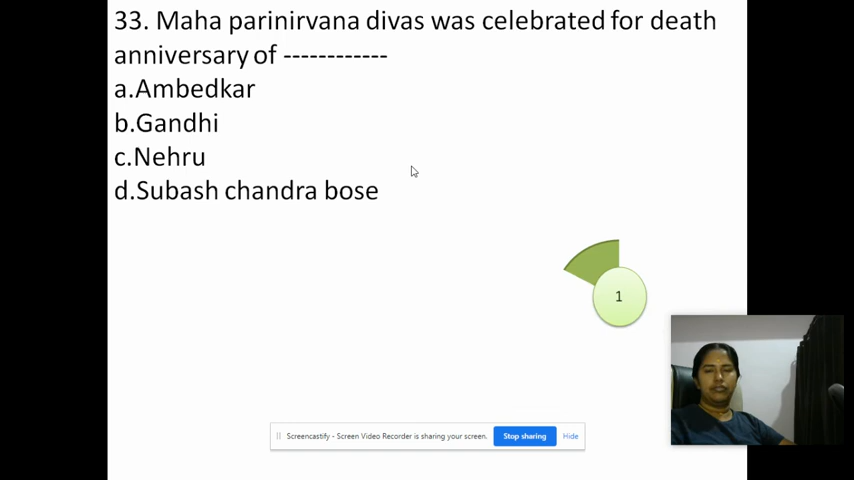 33. Maha parinirvana divas was celebrated for death
anniversary of ------------
a.Ambedkar
b.Gandhi
c.Nehru
d.Subash chandra bose
1
Screencastify - Screen Video Recorder is sharing your screen.
Stop sharing
Hide